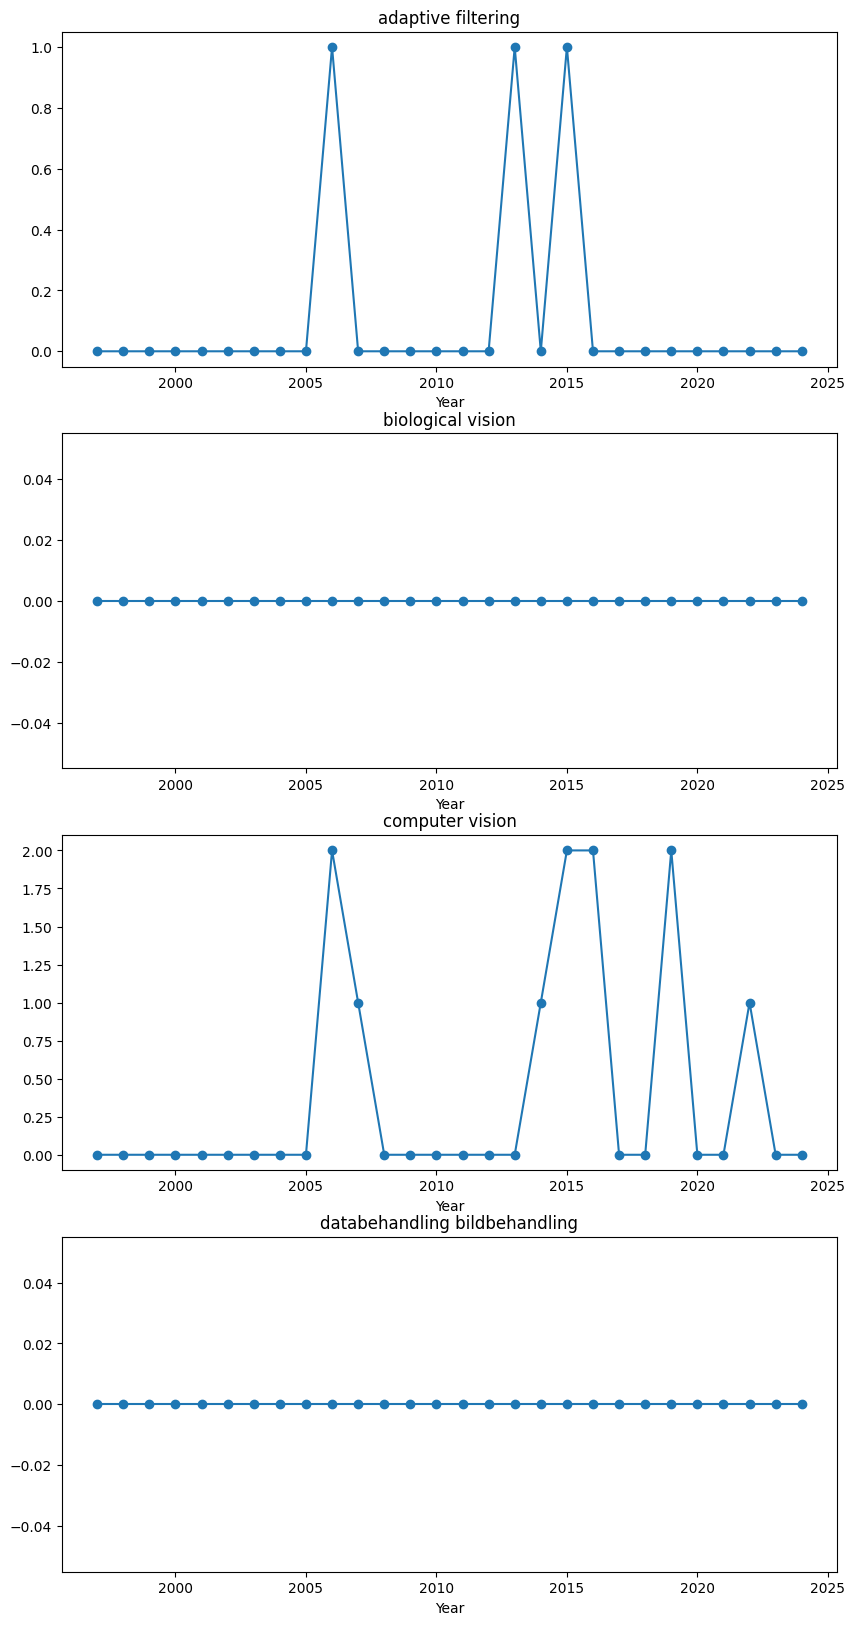 adaptive filtering
1.0
0.8
0.6
0.4
0.2
0.0
2000 2005 2010 2015 2020 2025
Year
biological vision
0.04
0.02
0.00
−0.02
−0.04
2000 2005 2010 2015 2020 2025
Year
computer vision
2.00
1.75
1.50
1.25
1.00
0.75
0.50
0.25
0.00
2000 2005 2010 2015 2020 2025
Year
databehandling bildbehandling
0.04
0.02
0.00
−0.02
−0.04
2000 2005 2010 2015 2020 2025
Year